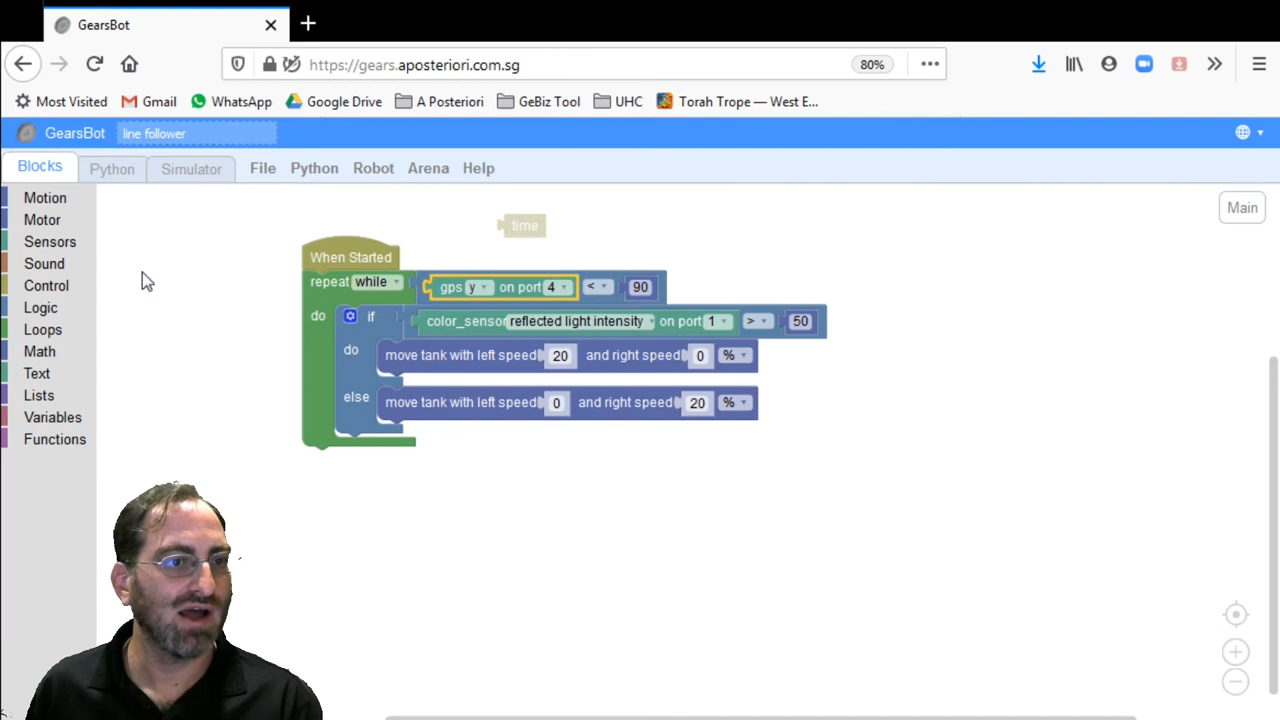 GearsBot
https://gears.aposteriori.com.sg
80%
Most Visited Gmail WhatsApp Google Drive A Posteriori GeBiz Tool UHC Torah Trope — West E...
GearsBot line follower
Blocks Python Simulator File Python Robot Arena Help
Motion
Motor
Sensors
Sound
Control
Logic
Loops
Math
Text
Lists
Variables
Functions
Main
time
When Started
repeat while gps y on port 4 < 90
do if color_sensor reflected light intensity on port 1 > 50
do move tank with left speed 20 and right speed 0 %
else move tank with left speed 0 and right speed 20 %